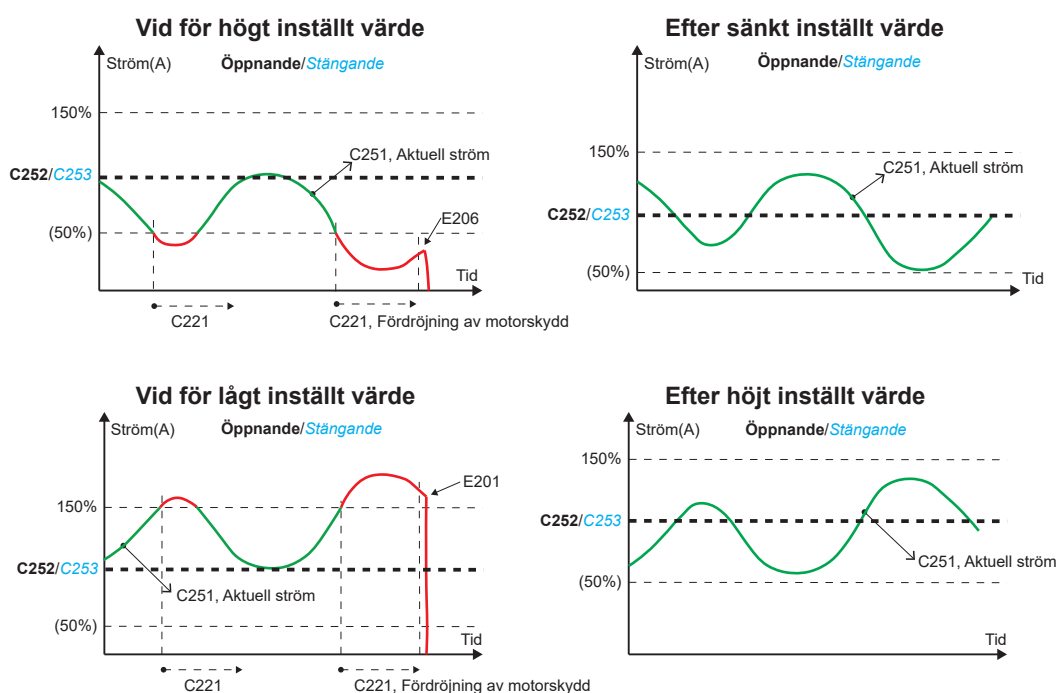 Vid för högt inställt värde
Ström(A)
Öppnande/Stängande
150%
C251, Aktuell ström
C252/C253
E206
(50%)
Tid
C221
C221, Fördröjning av motorskydd
Efter sänkt inställt värde
Ström(A)
Öppnande/Stängande
150%
C251, Aktuell ström
C252/C253
(50%)
Tid
Vid för lågt inställt värde
Ström(A)
Öppnande/Stängande
E201
150%
C252/C253
C251, Aktuell ström
(50%)
Tid
C221
C221, Fördröjning av motorskydd
Efter höjt inställt värde
Ström(A)
Öppnande/Stängande
150%
C252/C253
C251, Aktuell ström
(50%)
Tid